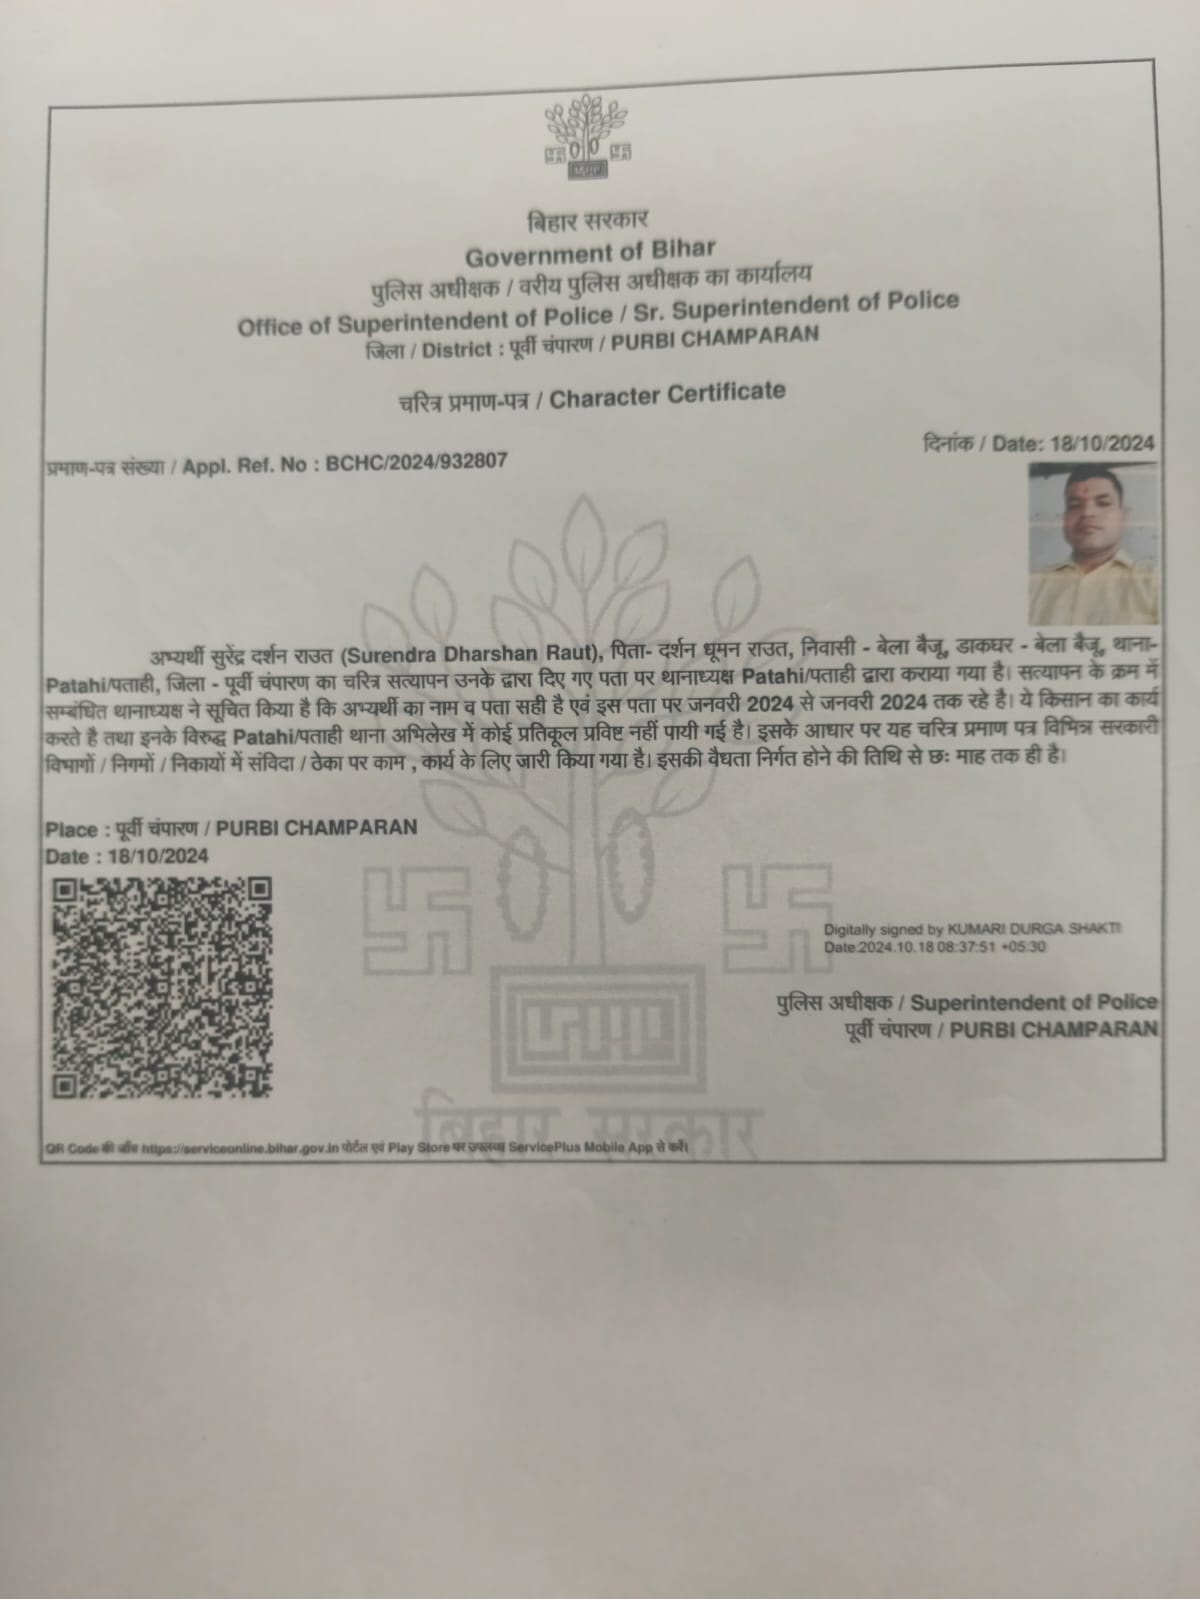 बिहार सरकार
Government of Bihar
पुलिस अधीक्षक / वरीय पुलिस अधीक्षक का कार्यालय
Office of Superintendent of Police / Sr. Superintendent of Police
जिला / District : पूर्वी चंपारण / PURBI CHAMPARAN
चरित्र प्रमाण-पत्र / Character Certificate
दिनांक / Date: 18/10/2024
प्रमाण-पत्र संख्या / Appl. Ref. No : BCHC/2024/932807
अभ्यर्थी सुरेंद्र दर्शन राउत (Surendra Dharshan Raut), पिता- दर्शन धूमन राउत, निवासी - बेला बैजू, डाकघर - बेला बैजू, थाना-
Patahi/पताही, जिला - पूर्वी चंपारण का चरित्र सत्यापन उनके द्वारा दिए गए पता पर थानाध्यक्ष Patahi/पताही द्वारा कराया गया है। सत्यापन के क्रम में
सम्बंधित थानाध्यक्ष ने सूचित किया है कि अभ्यर्थी का नाम व पता सही है एवं इस पता पर जनवरी 2024 से जनवरी 2024 तक रहे है। ये किसान का कार्य
करते है तथा इनके विरुद्ध Patahi/पताही थाना अभिलेख में कोई प्रतिकूल प्रविष्ट नहीं पायी गई है। इसके आधार पर यह चरित्र प्रमाण पत्र विभिन्न सरकारी
विभागों / निगमों / निकायों में संविदा / ठेका पर काम , कार्य के लिए जारी किया गया है। इसकी वैधता निर्गत होने की तिथि से छः माह तक ही है।
Place : पूर्वी चंपारण / PURBI CHAMPARAN
Date : 18/10/2024
Digitally signed by KUMARI DURGA SHAKTI
Date:2024.10.18 08:37:51 +05:30
पुलिस अधीक्षक / Superintendent of Police
पूर्वी चंपारण / PURBI CHAMPARAN
बिहार सरकार
QR Code की जाँच https://serviceonline.bihar.gov.in पोर्टल एवं Play Store पर उपलब्ध ServicePlus Mobile App से करें।